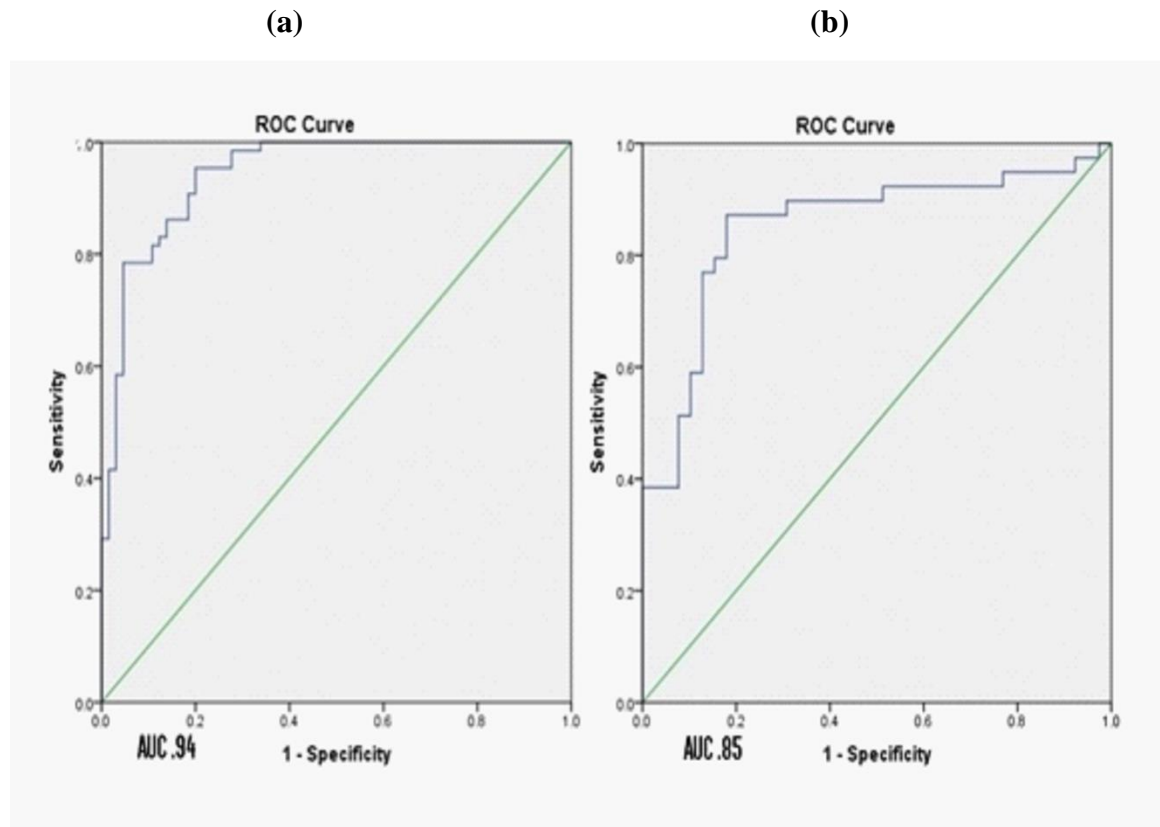 (a) (b)
ROC Curve ROC Curve
1.0 1.0
0.8 0.8
0.6 0.6
0.4 0.4
0.2 0.2
0.0 0.0
Sensitivity Sensitivity
0.0 0.2 0.4 0.6 0.8 1.0 0.0 0.2 0.4 0.6 0.8 1.0
AUC .94 1 - Specificity AUC .85 1 - Specificity